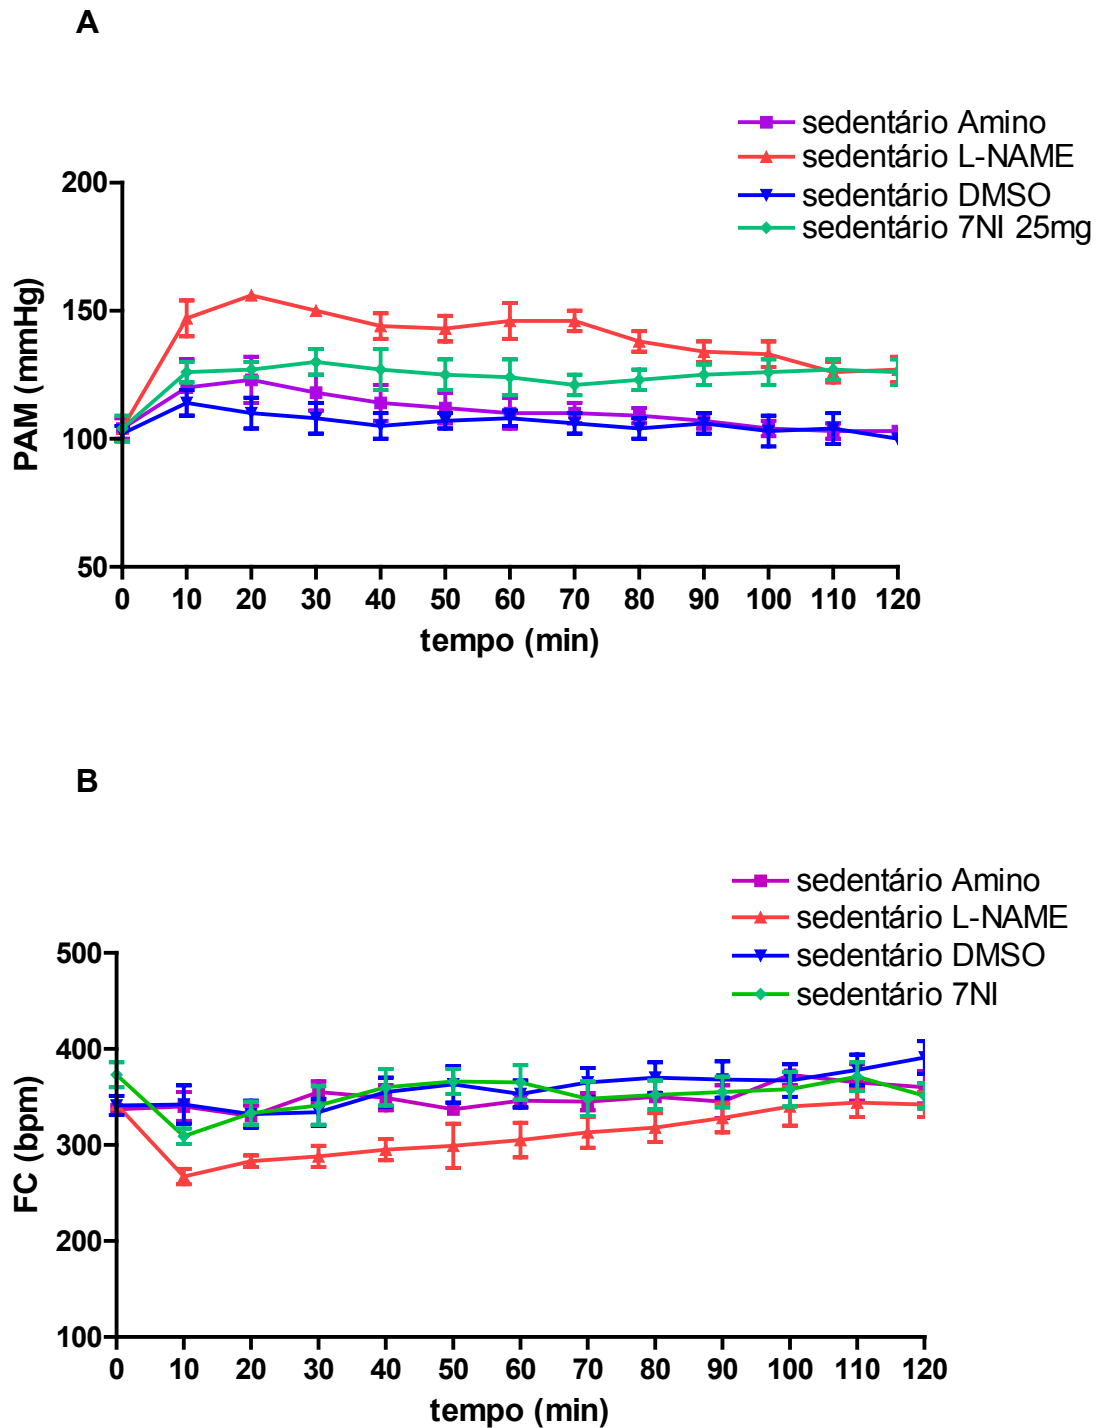 A
sedentário Amino
sedentário L-NAME
sedentário DMSO
sedentário 7NI 25mg
200
150
100
50
PAM (mmHg)
0 10 20 30 40 50 60 70 80 90 100 110 120
tempo (min)
B
sedentário Amino
sedentário L-NAME
sedentário DMSO
sedentário 7NI
500
400
300
200
100
FC (bpm)
0 10 20 30 40 50 60 70 80 90 100 110 120
tempo (min)